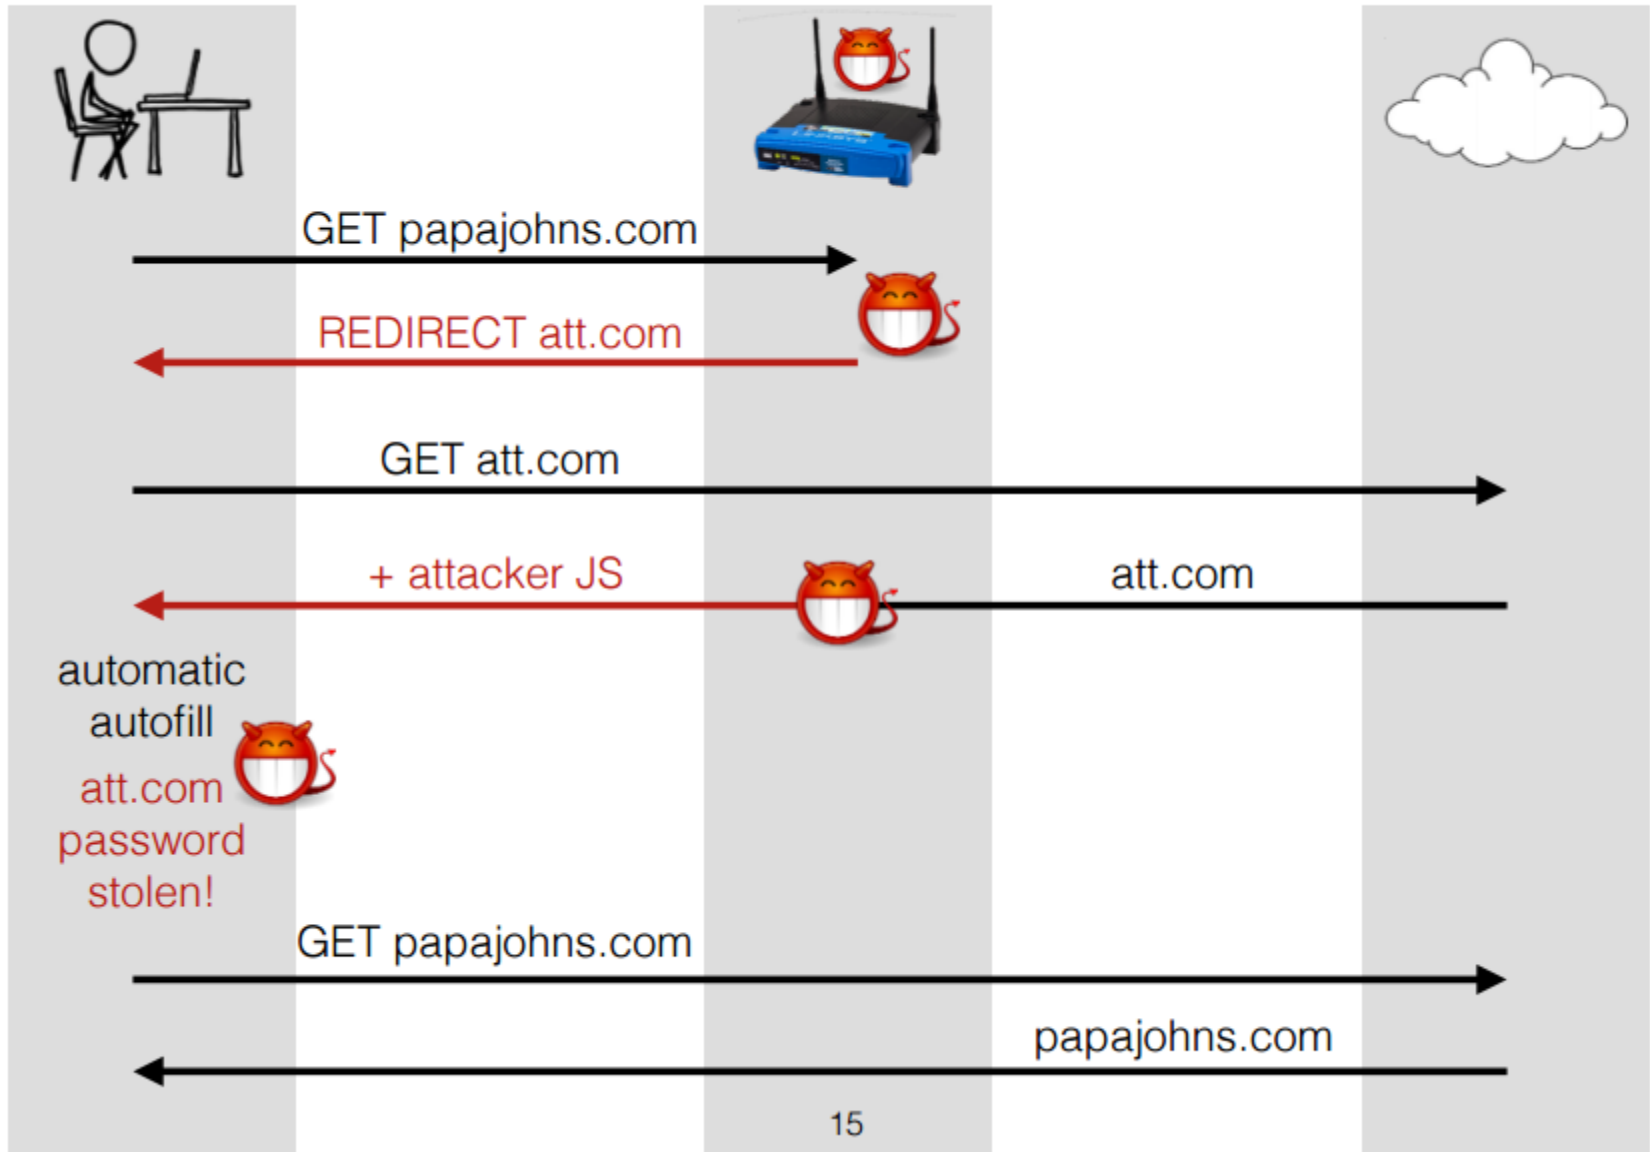 GET papajohns.com
REDIRECT att.com
GET att.com
+ attacker JS
att.com
automatic
autofill
att.com
password
stolen!
GET papajohns.com
papajohns.com
15